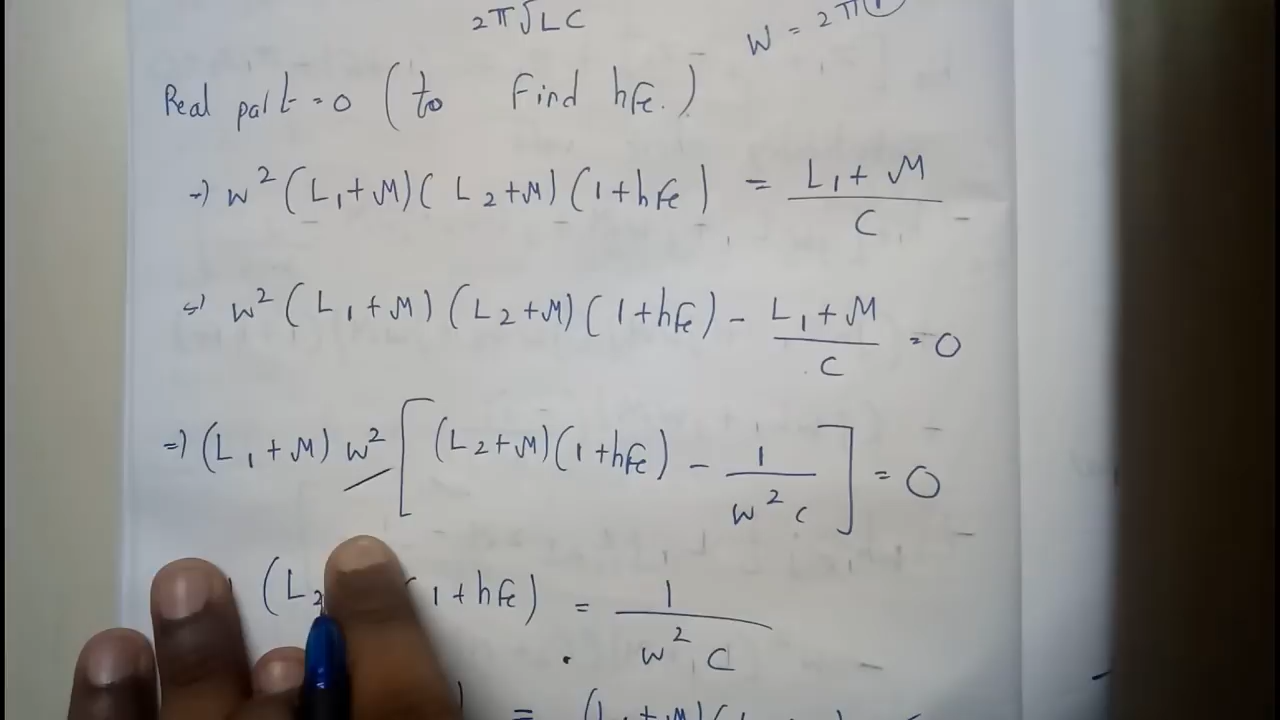 2π√LC
W = 2π
Real part = 0 (to Find hfe.)
=) w²(L₁+M)(L₂+M)(1+hfe) = (L₁+M)/C
=) w²(L₁+M)(L₂+M)(1+hfe) - (L₁+M)/C = 0
=) (L₁+M) w² [(L₂+M)(1+hfe) - 1/(w²c)] = 0
(L₂ 1+hfe) = 1/(w²C)
=